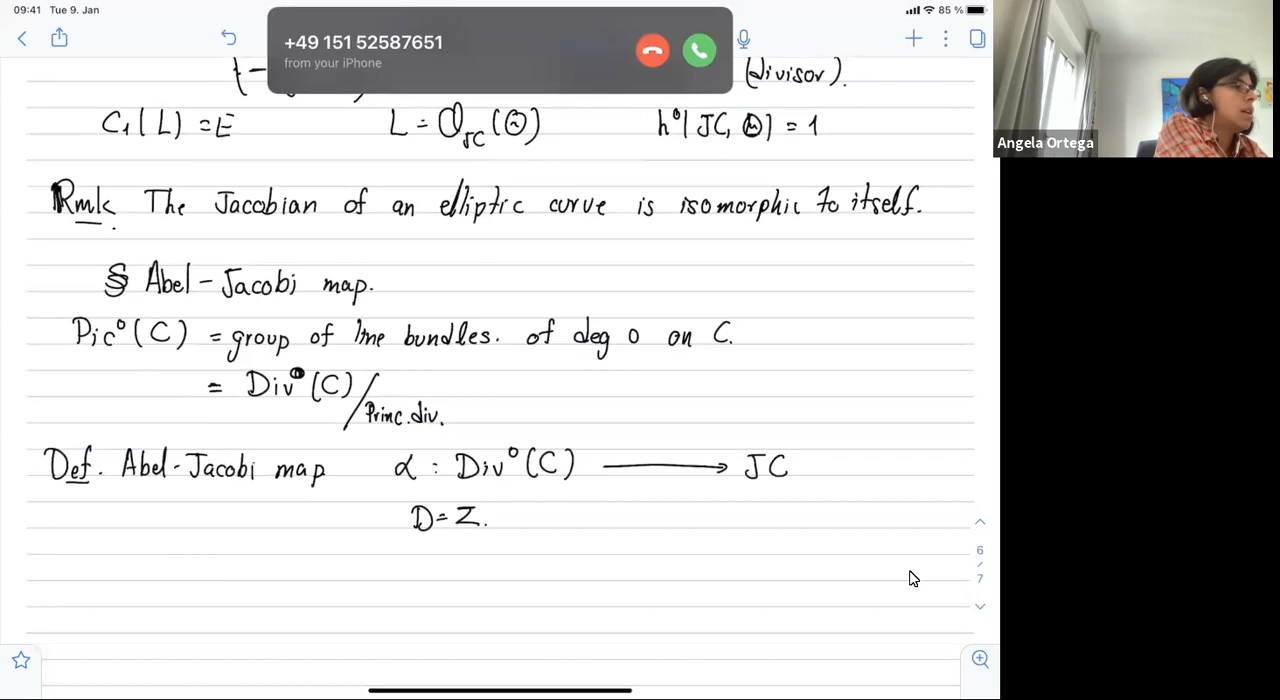 09:41 Tue 9. Jan
85 %
+49 151 52587651
from your iPhone
(divisor).
C₁(L) = E L = O_JC(Θ) h⁰(JC, Θ) = 1
Rmk. The Jacobian of an elliptic curve is isomorphic to itself.
§ Abel-Jacobi map.
Pic⁰(C) = group of line bundles. of deg 0 on C.
= Div⁰(C)/Princ.div.
Def. Abel-Jacobi map α : Div⁰(C) ⟶ JC
D = Σ.
6
/
7
Angela Ortega